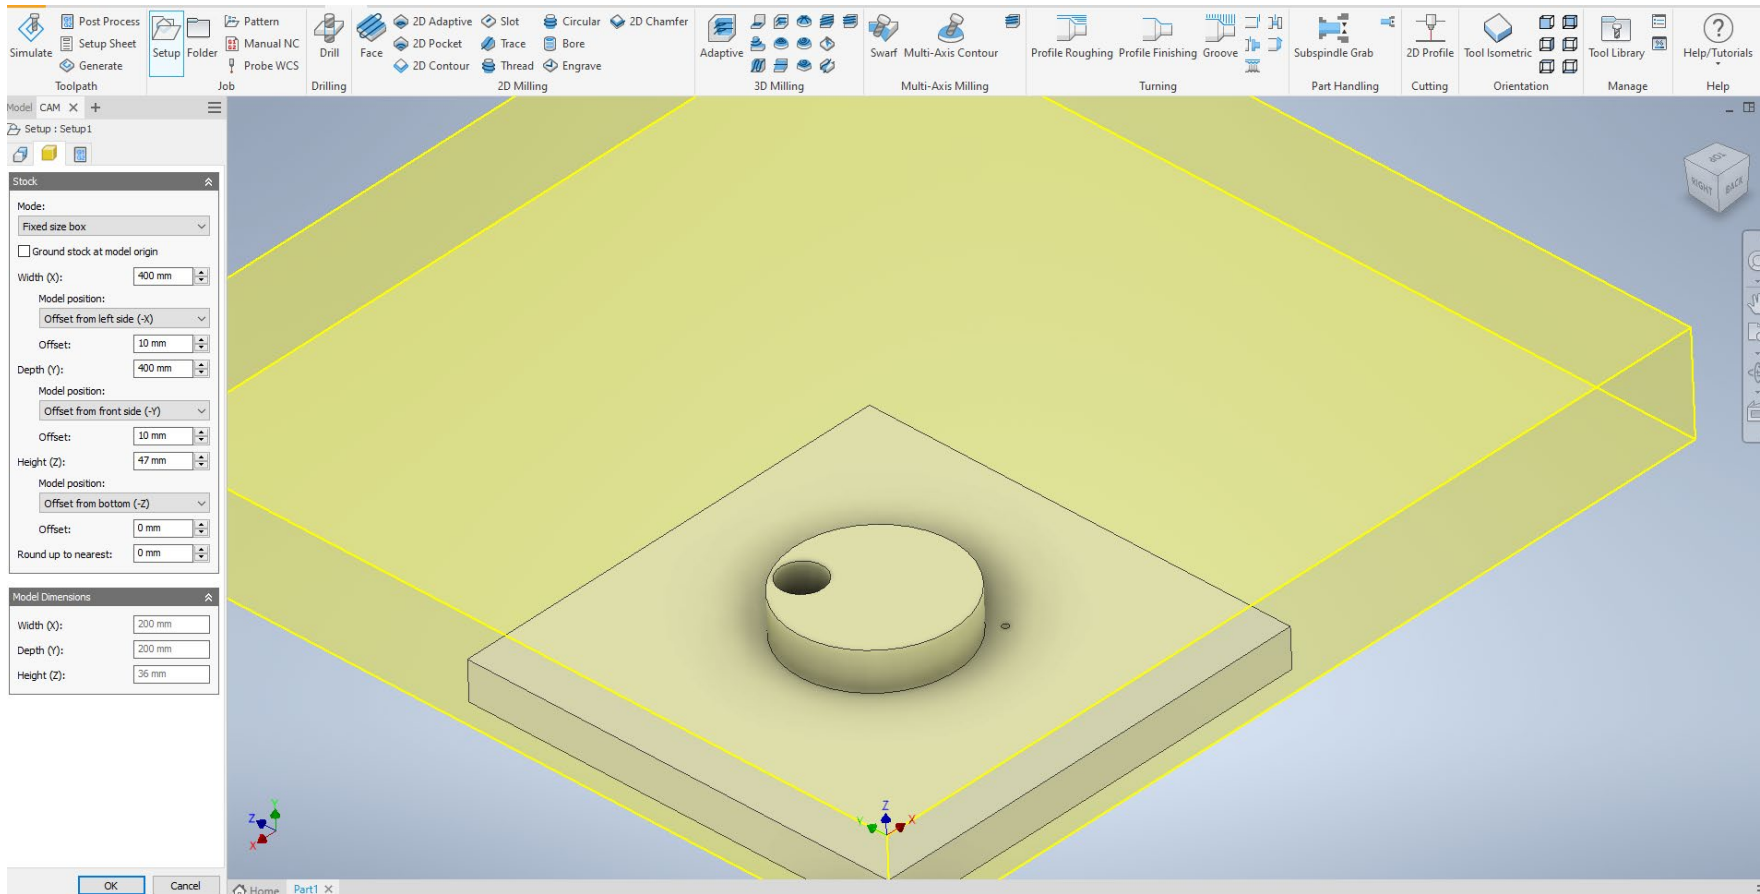 Simulate
Post Process
Setup Sheet
Generate
Toolpath
Setup
Folder
Pattern
Manual NC
Probe WCS
Job
Drill
Drilling
Face
2D Adaptive
Slot
Circular
2D Chamfer
2D Pocket
Trace
Bore
2D Contour
Thread
Engrave
2D Milling
Adaptive
3D Milling
Swarf
Multi-Axis Contour
Multi-Axis Milling
Profile Roughing
Profile Finishing
Groove
Turning
Subspindle Grab
Part Handling
2D Profile
Cutting
Tool Isometric
Orientation
Tool Library
Manage
Help/Tutorials
Help
Model CAM
Setup : Setup1
Stock
Mode:
Fixed size box
Ground stock at model origin
Width (X): 400 mm
Model position:
Offset from left side (-X)
Offset: 10 mm
Depth (Y): 400 mm
Model position:
Offset from front side (-Y)
Offset: 10 mm
Height (Z): 47 mm
Model position:
Offset from bottom (-Z)
Offset: 0 mm
Round up to nearest: 0 mm
Model Dimensions
Width (X): 200 mm
Depth (Y): 200 mm
Height (Z): 36 mm
OK Cancel
TOP
RIGHT
BACK
Z
Y
X
Y
Z
X
Home Part1